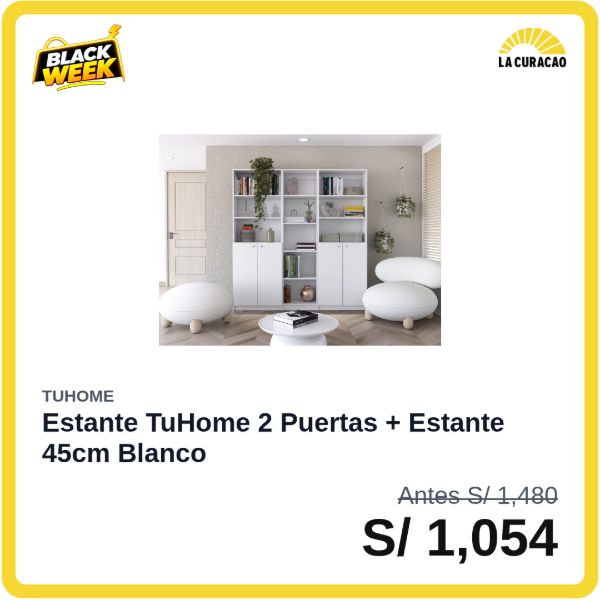 BLACK
WEEK
LA CURACAO
TUHOME
Estante TuHome 2 Puertas + Estante
45cm Blanco
Antes S/ 1,480
S/ 1,054